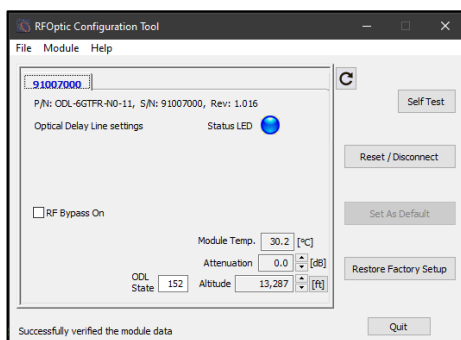 RFOptic Configuration Tool
File Module Help
91007000
P/N: ODL-6GTFR-N0-11, S/N: 91007000, Rev: 1.016
Self Test
Optical Delay Line settings Status LED
Reset / Disconnect
RF Bypass On
Set As Default
Module Temp. 30.2 [°C]
Attenuation 0.0 [dB]
Restore Factory Setup
ODL State 152 Altitude 13,287 [ft]
Successfully verified the module data
Quit